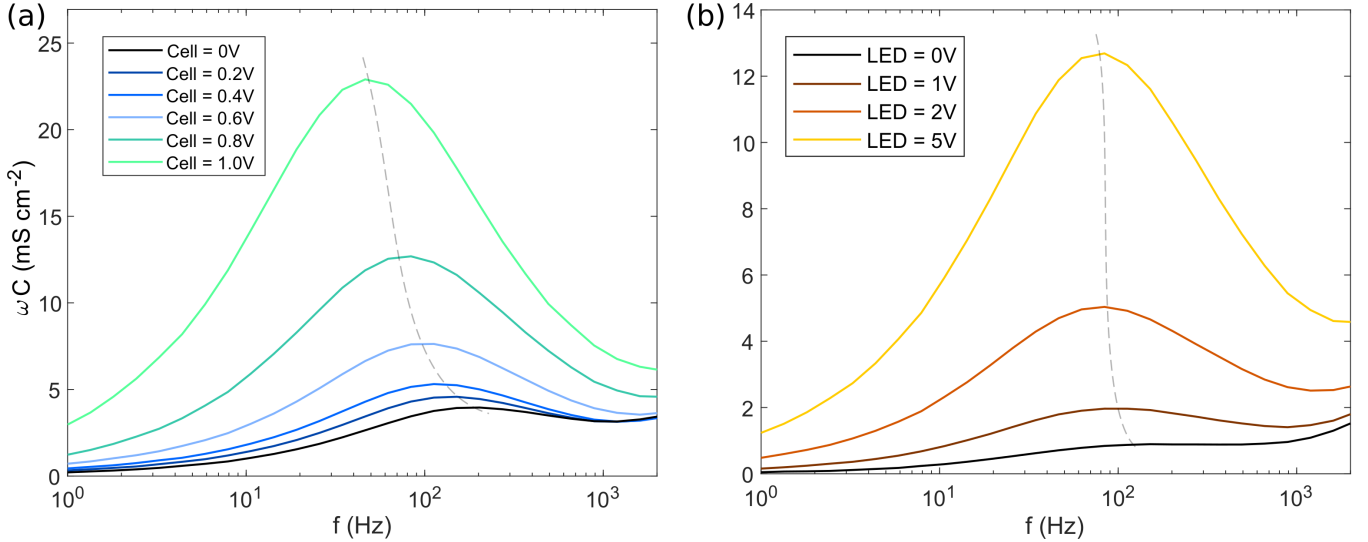 (a)
25
20
15
10
5
0
ωC (mS cm⁻²)
Cell = 0V
Cell = 0.2V
Cell = 0.4V
Cell = 0.6V
Cell = 0.8V
Cell = 1.0V
10⁰ 10¹ 10² 10³
f (Hz)
(b)
14
12
10
8
6
4
2
0
LED = 0V
LED = 1V
LED = 2V
LED = 5V
10⁰ 10¹ 10² 10³
f (Hz)